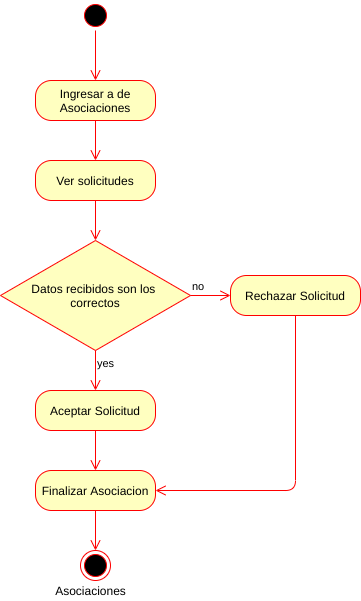 Ingresar a de
Asociaciones
Ver solicitudes
Datos recibidos son los
correctos
no
Rechazar Solicitud
yes
Aceptar Solicitud
Finalizar Asociacion
Asociaciones